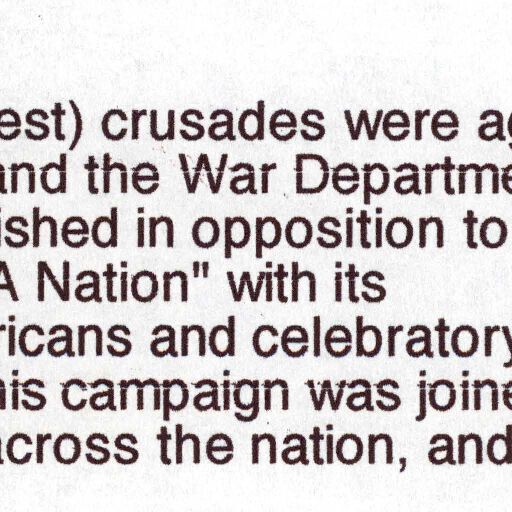 est) crusades were ag
and the War Departme
ished in opposition to
A Nation" with its
ricans and celebratory
his campaign was joine
across the nation, and